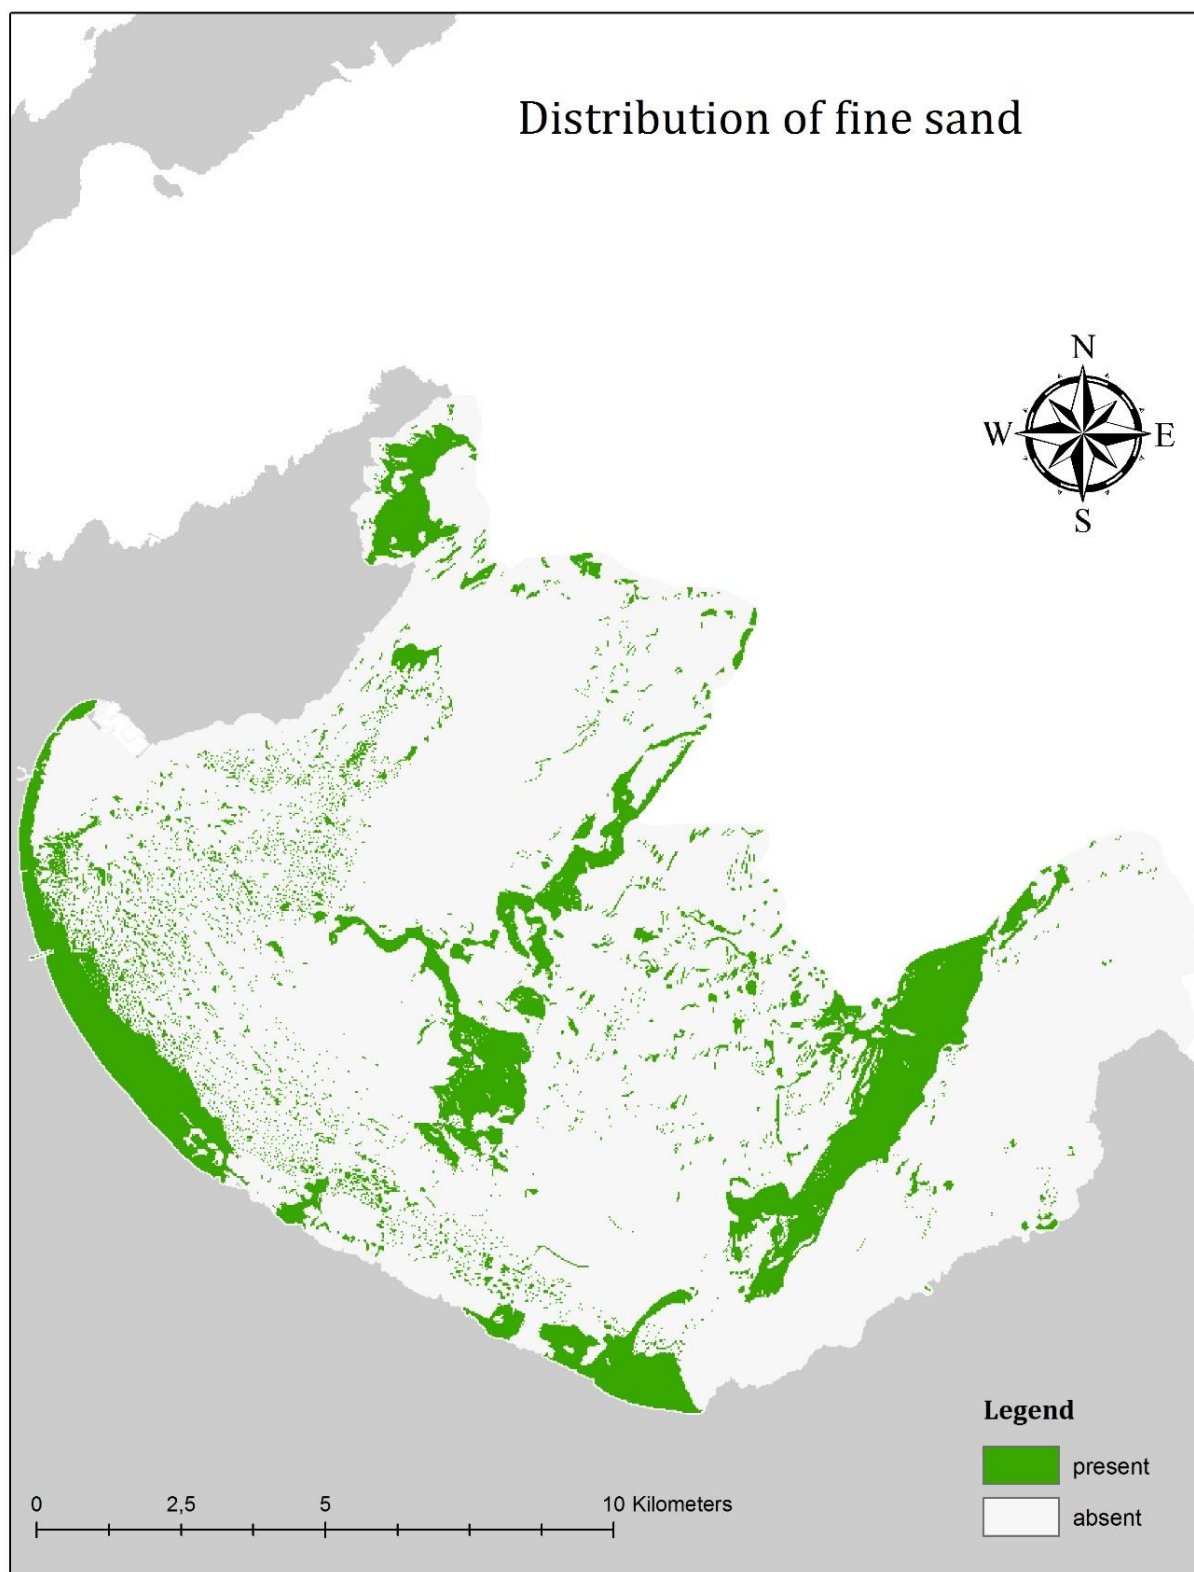 Distribution of fine sand
N
W E
S
Legend
present
absent
0 2,5 5 10 Kilometers